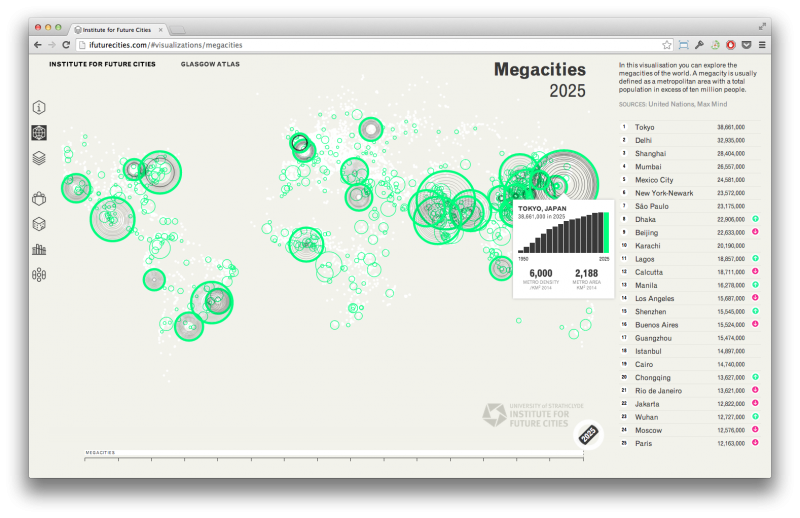 Institute for Future Cities
ifuturecities.com/#visualizations/megacities
INSTITUTE FOR FUTURE CITIES
GLASGOW ATLAS
Megacities
2025
In this visualisation you can explore the
megacities of the world. A megacity is usually
defined as a metropolitan area with a total
population in excess of ten million people.
SOURCES: United Nations, Max Mind
1 Tokyo 38,661,000
2 Delhi 32,935,000
3 Shanghai 28,404,000
4 Mumbai 26,557,000
5 Mexico City 24,581,000
6 New York-Newark 23,572,000
7 São Paulo 23,175,000
8 Dhaka 22,906,000
9 Beijing 22,633,000
10 Karachi 20,190,000
11 Lagos 18,857,000
12 Calcutta 18,711,000
13 Manila 16,278,000
14 Los Angeles 15,687,000
15 Shenzhen 15,545,000
16 Buenos Aires 15,524,000
17 Guangzhou 15,474,000
18 Istanbul 14,897,000
19 Cairo 14,740,000
20 Chongqing 13,627,000
21 Rio de Janeiro 13,621,000
22 Jakarta 12,822,000
23 Wuhan 12,727,000
24 Moscow 12,576,000
25 Paris 12,163,000
TOKYO, JAPAN
38,661,000 in 2025
1950 2025
6,000 2,188
METRO DENSITY METRO AREA
/KM² 2014 KM² 2014
UNIVERSITY of STRATHCLYDE
INSTITUTE FOR
FUTURE CITIES
2025
MEGACITIES